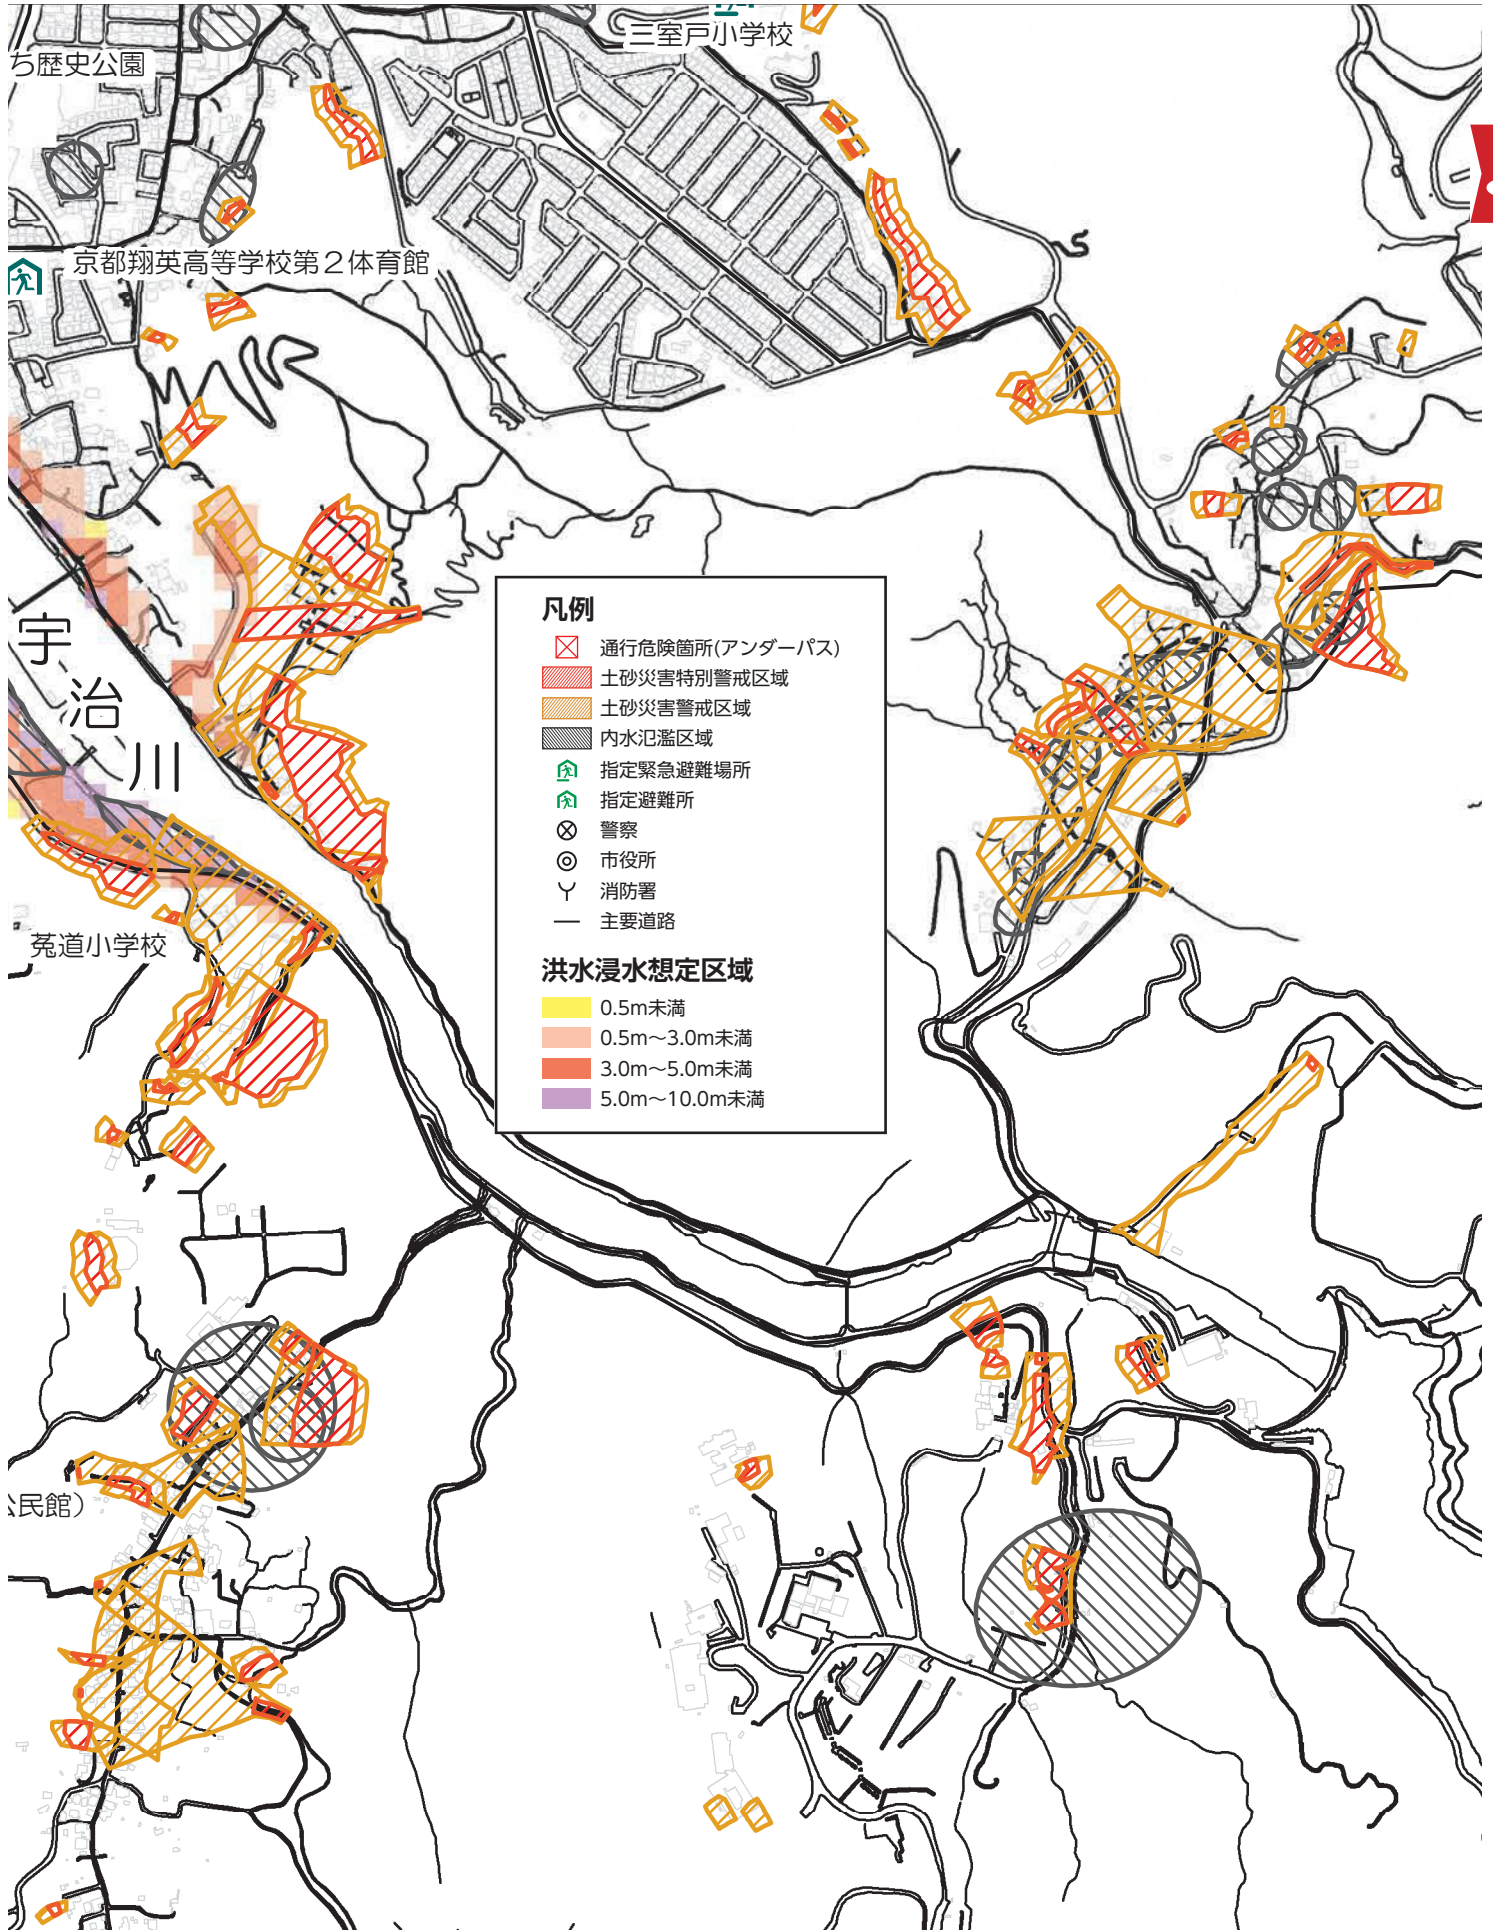 三室戸小学校
ち歴史公園
京都翔英高等学校第2体育館
宇
治
川
菟道小学校
公民館)
凡例
通行危険箇所(アンダーパス)
土砂災害特別警戒区域
土砂災害警戒区域
内水氾濫区域
指定緊急避難場所
指定避難所
警察
市役所
消防署
主要道路
洪水浸水想定区域
0.5m未満
0.5m〜3.0m未満
3.0m〜5.0m未満
5.0m〜10.0m未満